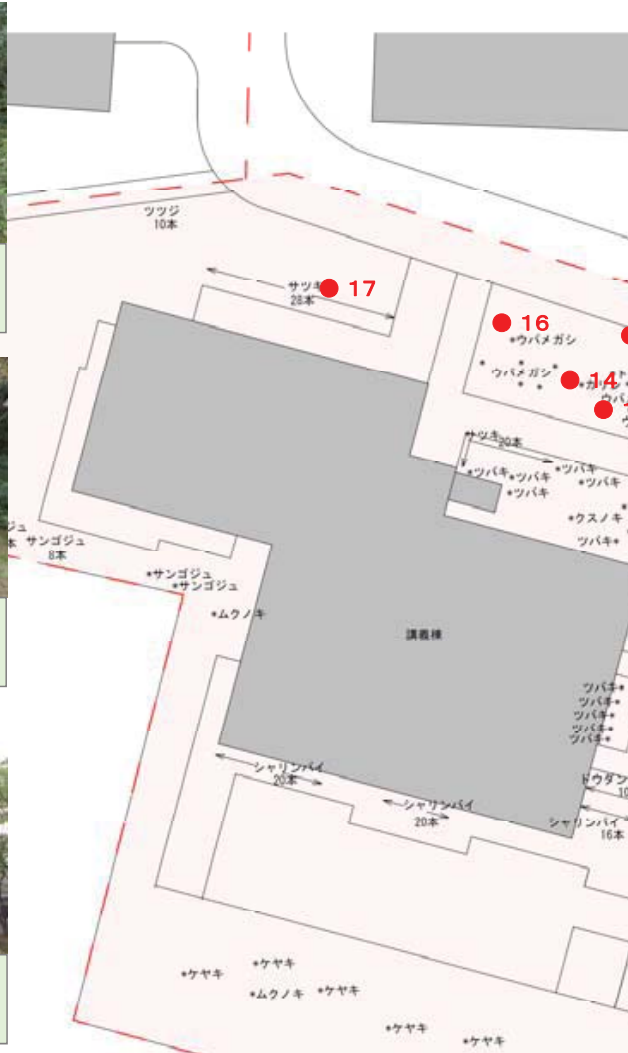 ツツジ
10本
サツキ
28本
17
16
ウバメガシ
ウバメガシ
14
サツキ
20本
ツバキ
ツバキ
ツバキ
ツバキ
ツバキ
クスノキ
ツバキ
サンゴジュ
8本
サンゴジュ
サンゴジュ
ムクノキ
講義棟
ツバキ
ツバキ
ツバキ
ツバキ
ツバキ
シャリンバイ
20本
シャリンバイ
20本
ドウダン
シャリンバイ
16本
ケヤキ
ケヤキ
ムクノキ
ケヤキ
ケヤキ
ケヤキ